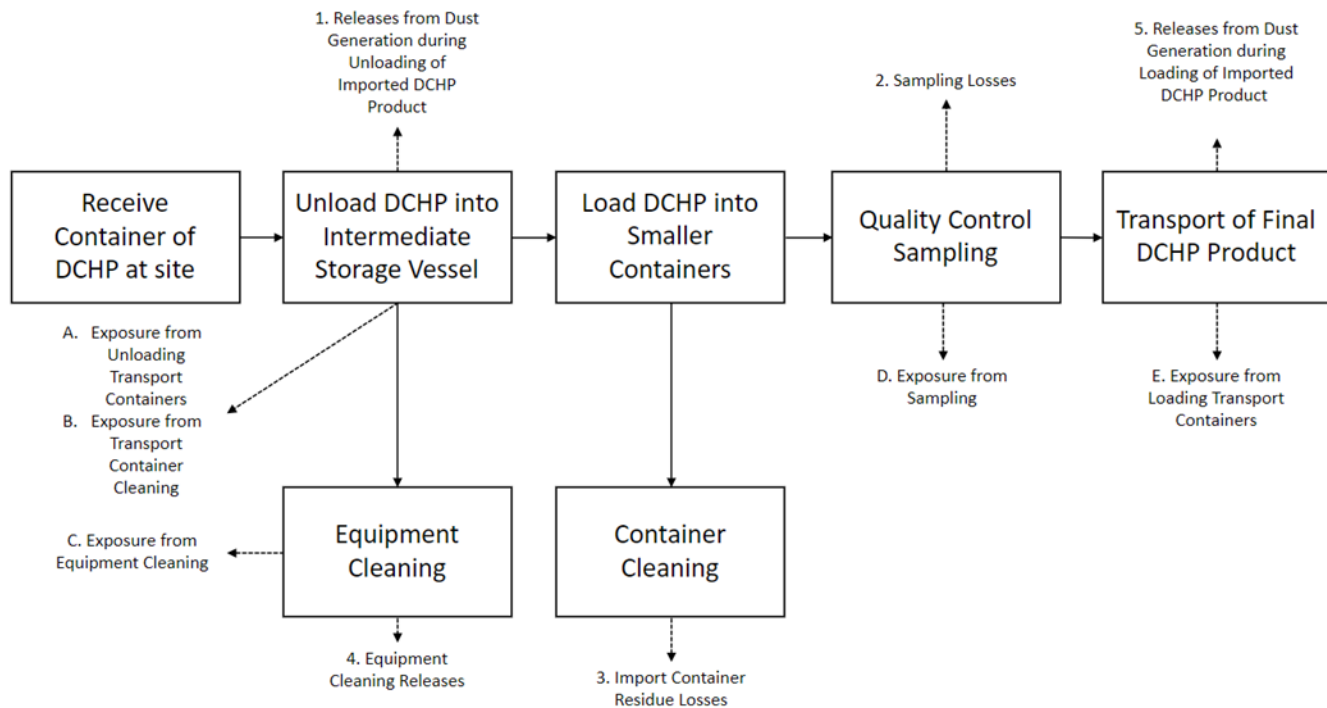 1. Releases from Dust
Generation during
Unloading of
Imported DCHP
Product
2. Sampling Losses
5. Releases from Dust
Generation during
Loading of Imported
DCHP Product
Receive
Container of
DCHP at site
Unload DCHP into
Intermediate
Storage Vessel
Load DCHP into
Smaller
Containers
Quality Control
Sampling
Transport of Final
DCHP Product
A. Exposure from
Unloading
Transport
Containers
B. Exposure from
Transport
Container
Cleaning
D. Exposure from
Sampling
E. Exposure from
Loading Transport
Containers
C. Exposure from
Equipment Cleaning
Equipment
Cleaning
Container
Cleaning
4. Equipment
Cleaning Releases
3. Import Container
Residue Losses